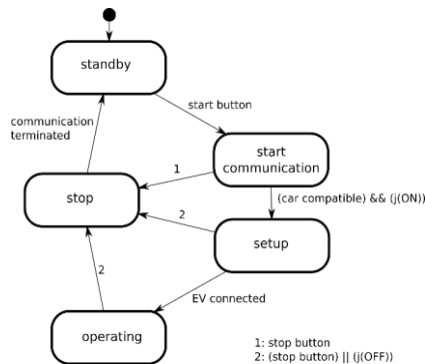 standby
start button
communication
terminated
start
communication
1
stop
(car compatible) && (j(ON))
2
setup
2
EV connected
operating
1: stop button
2: (stop button) || (j(OFF))